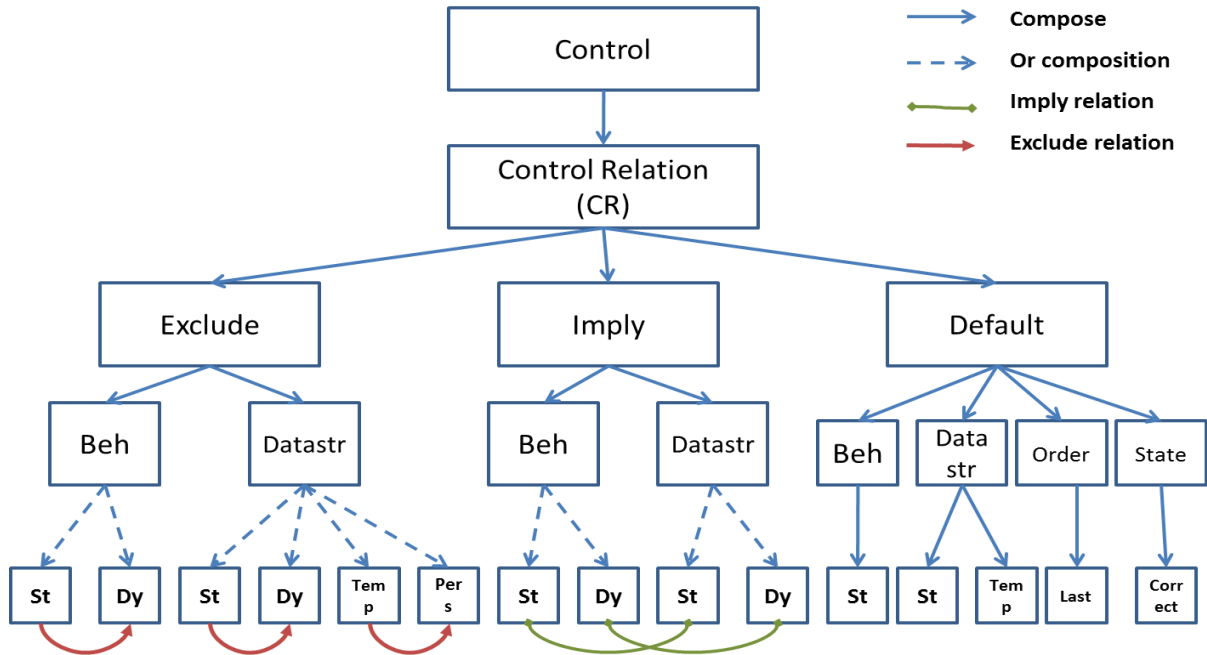 Control
Compose
Or composition
Imply relation
Exclude relation
Control Relation
(CR)
Exclude
Imply
Default
Beh
Datastr
Beh
Datastr
Beh
Data
str
Order
State
St
Dy
St
Dy
Tem
p
Per
s
St
Dy
St
Dy
St
St
Tem
p
Last
Corr
ect